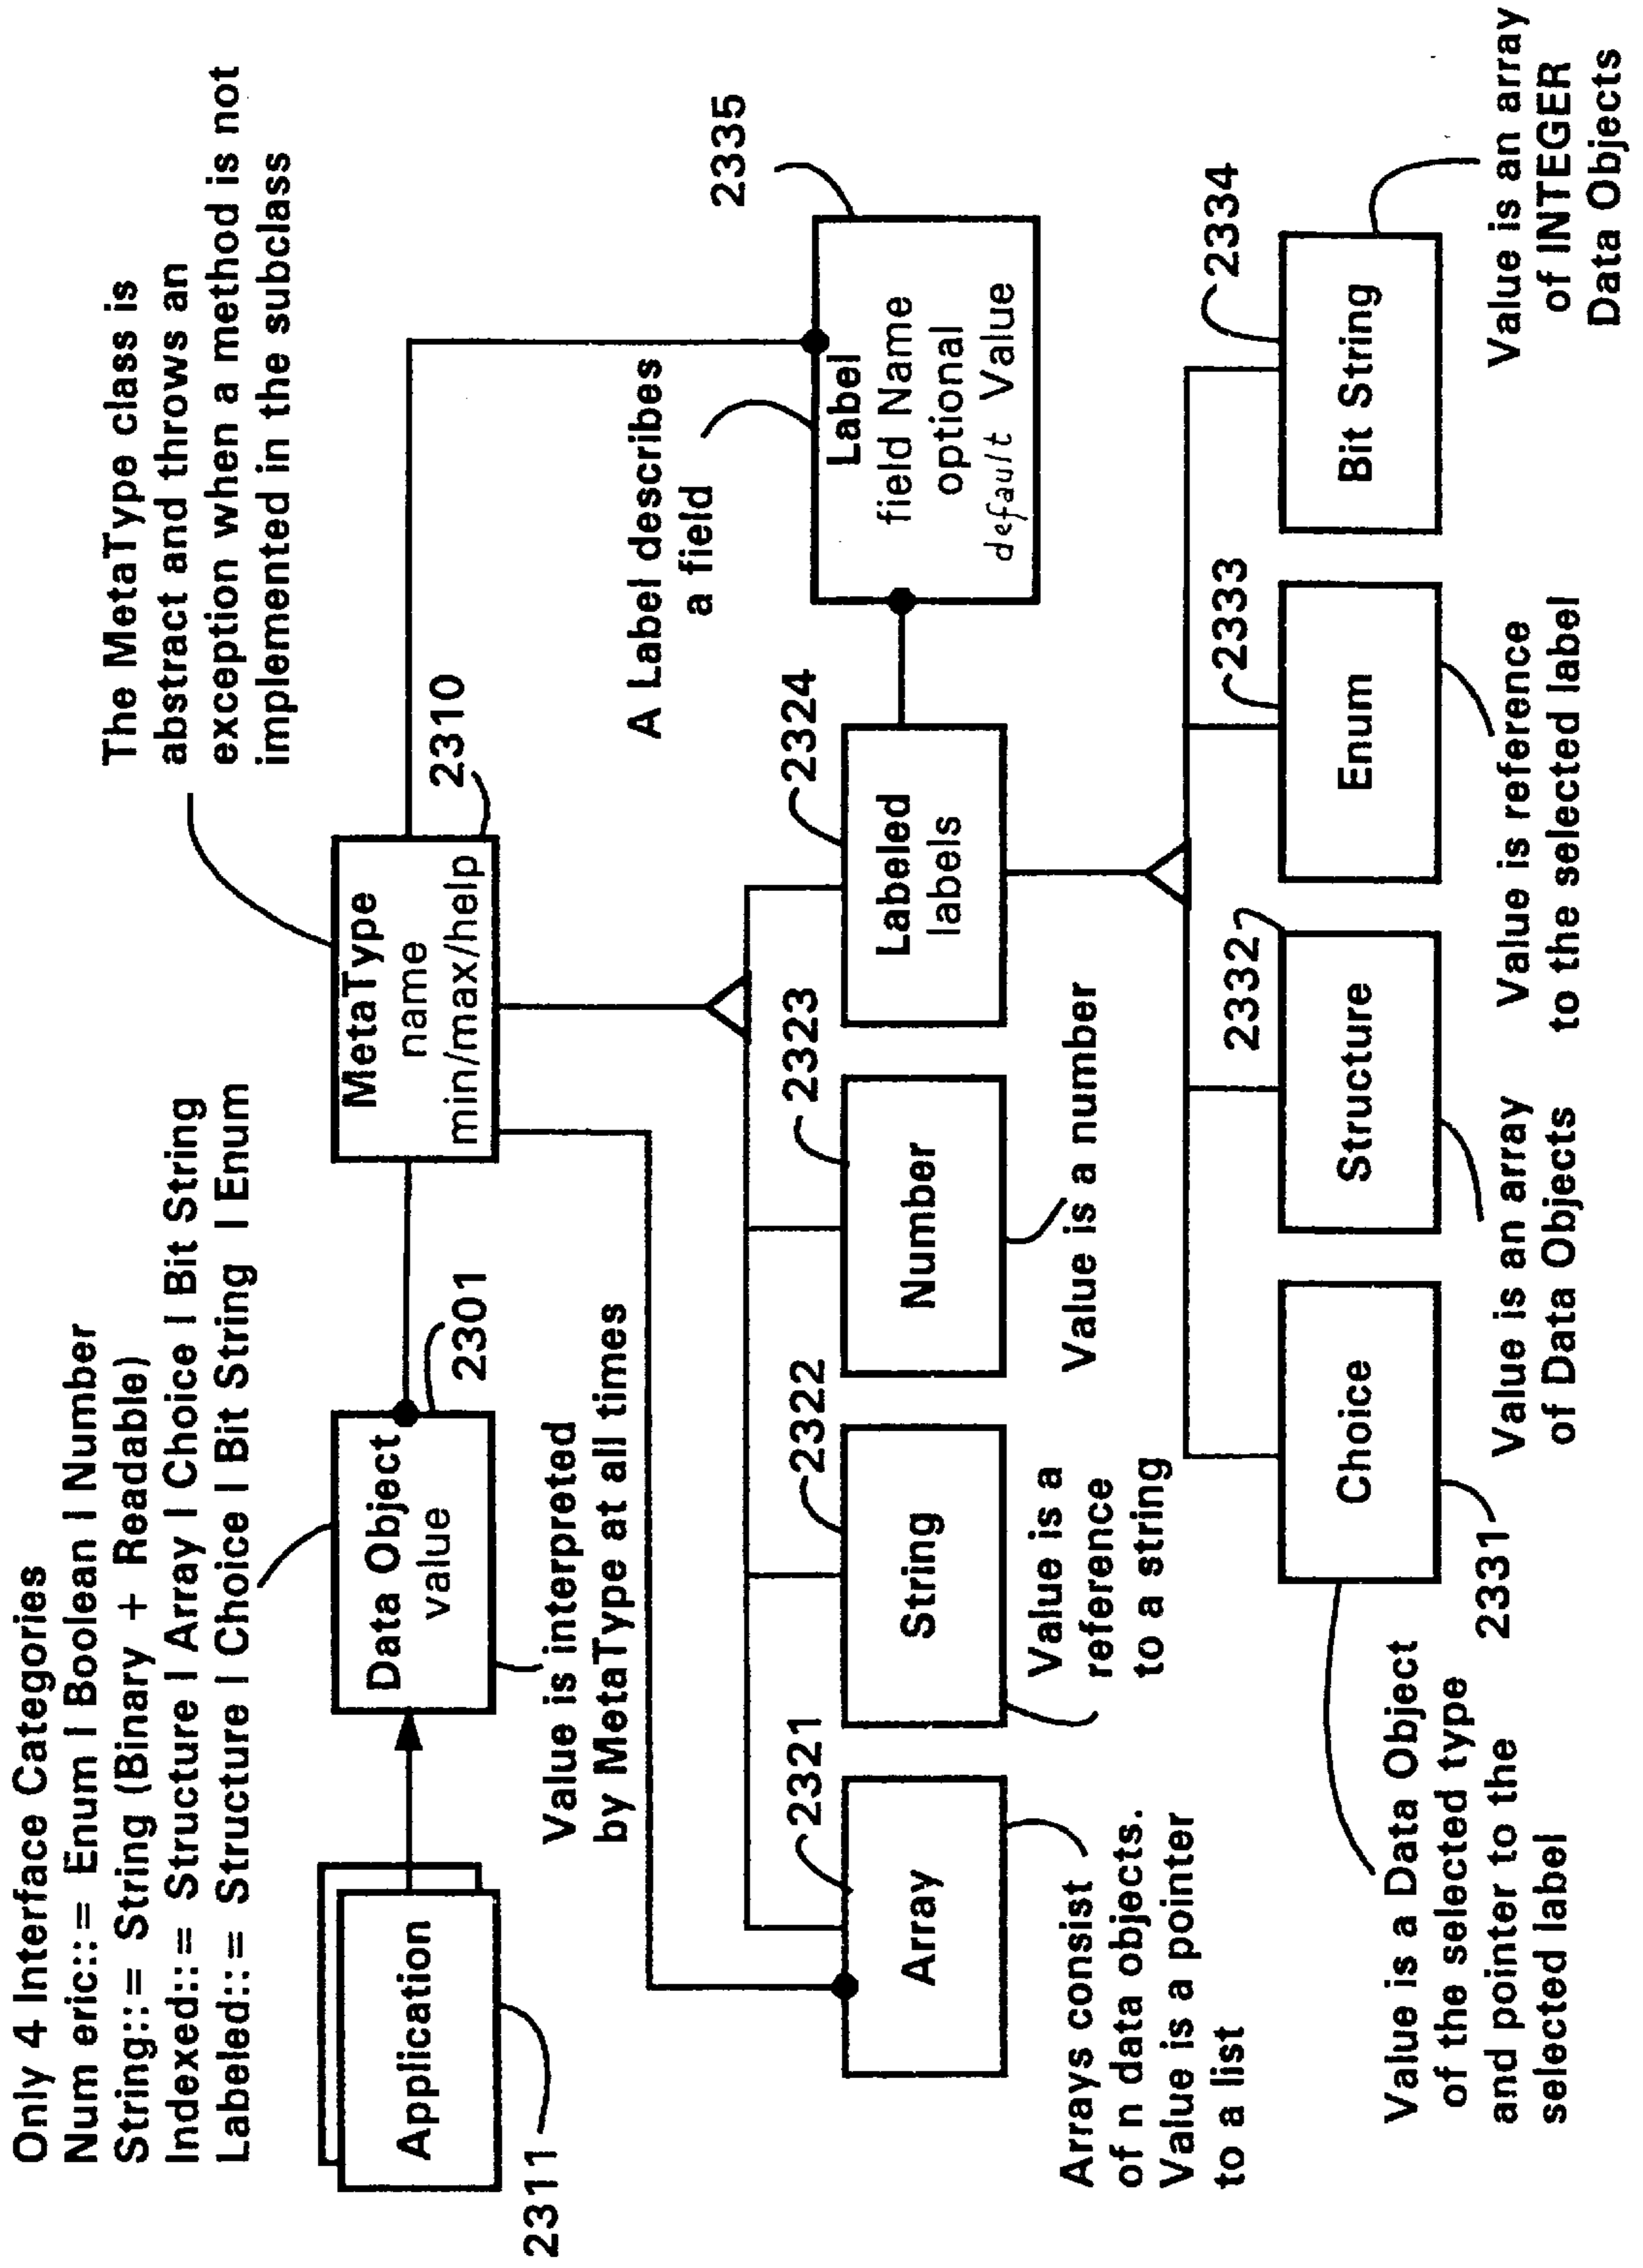 Only 4 Interface Categories
Num eric::= Enum | Boolean | Number
String::= String (Binary + Readable)
Indexed::= Structure | Array | Choice | Bit String
Labeled::= Structure | Choice | Bit String | Enum
The MetaType class is
abstract and throws an
exception when a method is not
implemented in the subclass
Application
2311
Data Object
value
2301
Value is interpreted
by MetaType at all times
MetaType
name
min/max/help
2310
A Label describes
a field
Label
field Name
optional
default Value
2335
Array
2321
Arrays consist
of n data objects.
Value is a pointer
to a list
String
2322
Value is a
reference
to a string
Number
2323
Value is a number
Labeled
labels
2324
Choice
2331
Value is a Data Object
of the selected type
and pointer to the
selected label
Structure
2332
Value is an array
of Data Objects
Enum
2333
Value is reference
to the selected label
Bit String
2334
Value is an array
of INTEGER
Data Objects